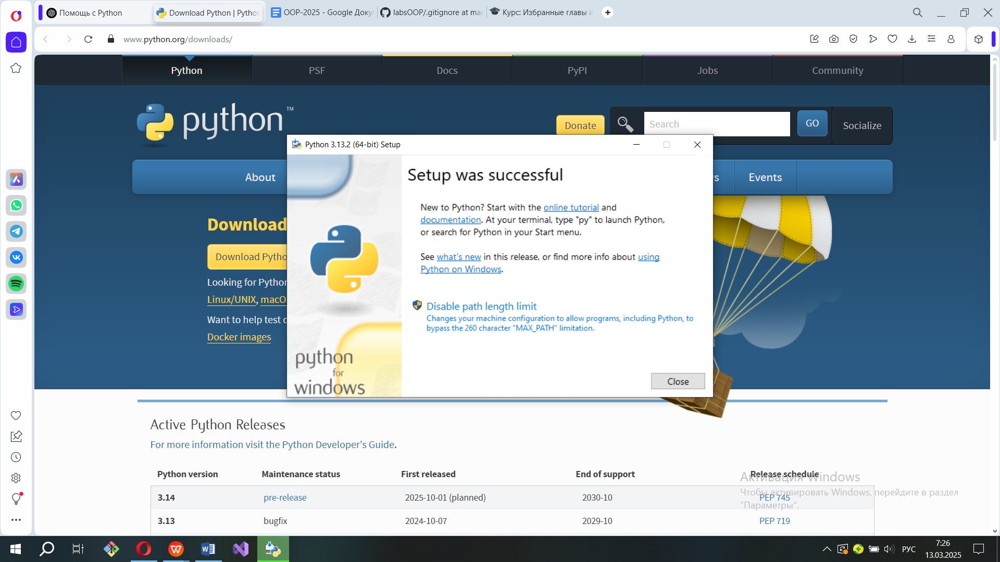 Помощь с Python
Download Python | Python
OOP-2025 - Google Доку
labsOOP/.gitignore at mas
Курс: Избранные главы и
www.python.org/downloads/
Python
PSF
Docs
PyPI
Jobs
Community
python™
Donate
Search
GO
Socialize
About
Events
Python 3.13.2 (64-bit) Setup
Setup was successful
New to Python? Start with the online tutorial and
documentation. At your terminal, type "py" to launch Python,
or search for Python in your Start menu.
See what's new in this release, or find more info about using
Python on Windows.
Disable path length limit
Changes your machine configuration to allow programs, including Python, to
bypass the 260 character "MAX_PATH" limitation.
python
for
windows
Close
Download
Download Pytho
Looking for Python
Linux/UNIX, macO
Want to help test d
Docker images
Active Python Releases
For more information visit the Python Developer's Guide.
Python version Maintenance status First released End of support Release schedule
3.14 pre-release 2025-10-01 (planned) 2030-10 PEP 745
3.13 bugfix 2024-10-07 2029-10 PEP 719
Активация Windows
Чтобы активировать Windows, перейдите в раздел
"Параметры".
РУС
7:26
13.03.2025